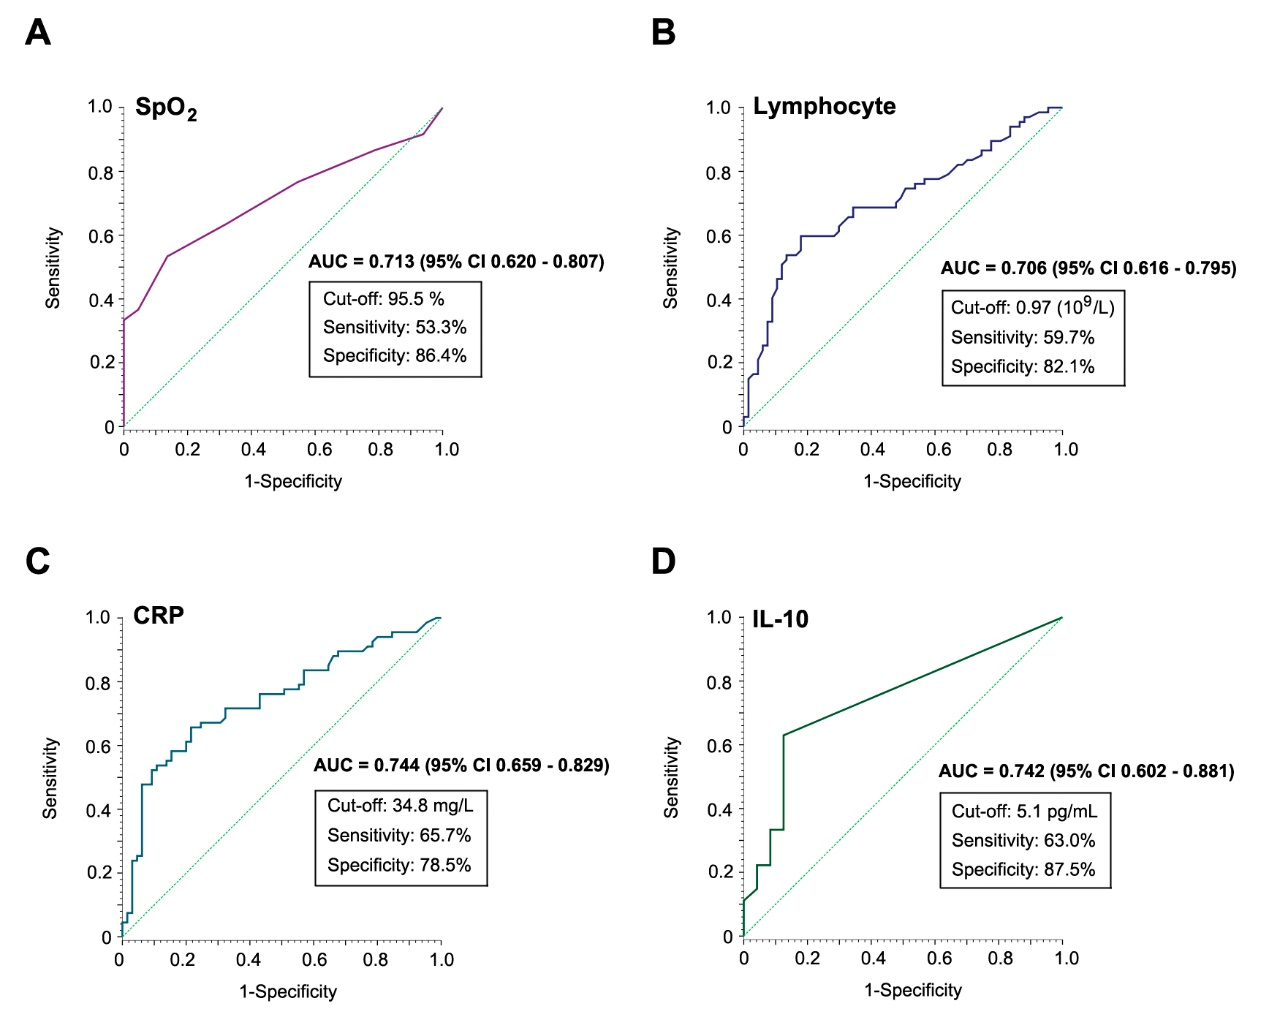 A
SpO2
1.0
0.8
0.6
0.4
0.2
0
Sensitivity
AUC = 0.713 (95% CI 0.620 - 0.807)
Cut-off: 95.5 %
Sensitivity: 53.3%
Specificity: 86.4%
0 0.2 0.4 0.6 0.8 1.0
1-Specificity
B
Lymphocyte
1.0
0.8
0.6
0.4
0.2
0
Sensitivity
AUC = 0.706 (95% CI 0.616 - 0.795)
Cut-off: 0.97 (10^9/L)
Sensitivity: 59.7%
Specificity: 82.1%
0 0.2 0.4 0.6 0.8 1.0
1-Specificity
C
CRP
1.0
0.8
0.6
0.4
0.2
0
Sensitivity
AUC = 0.744 (95% CI 0.659 - 0.829)
Cut-off: 34.8 mg/L
Sensitivity: 65.7%
Specificity: 78.5%
0 0.2 0.4 0.6 0.8 1.0
1-Specificity
D
IL-10
1.0
0.8
0.6
0.4
0.2
0
Sensitivity
AUC = 0.742 (95% CI 0.602 - 0.881)
Cut-off: 5.1 pg/mL
Sensitivity: 63.0%
Specificity: 87.5%
0 0.2 0.4 0.6 0.8 1.0
1-Specificity